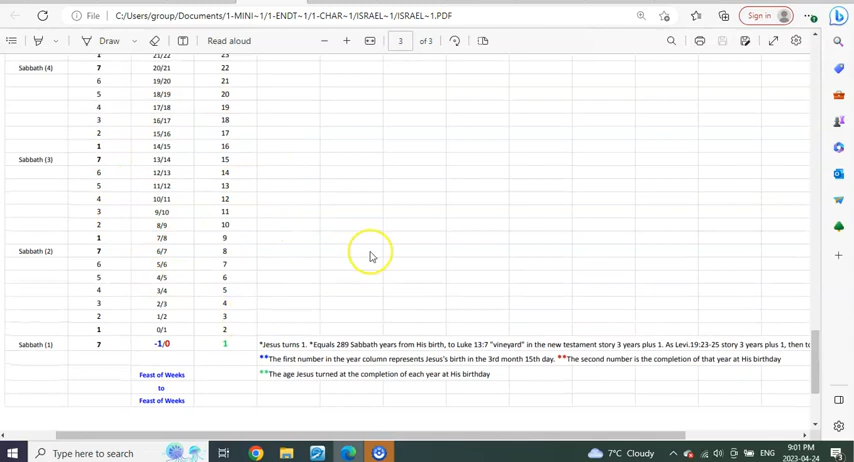 File C:/Users/group/Documents/1-MINI~1/1-ENDT~1/1-CHAR~1/ISRAEL~1/ISRAEL~1.PDF Sign in
Draw Read aloud 3 of 3
1 21/22 23
Sabbath (4) 7 20/21 22
6 19/20 21
5 18/19 20
4 17/18 19
3 16/17 18
2 15/16 17
1 14/15 16
Sabbath (3) 7 13/14 15
6 12/13 14
5 11/12 13
4 10/11 12
3 9/10 11
2 8/9 10
1 7/8 9
Sabbath (2) 7 6/7 8
6 5/6 7
5 4/5 6
4 3/4 5
3 2/3 4
2 1/2 3
1 0/1 2
Sabbath (1) 7 -1/0 1 *Jesus turns 1. *Equals 289 Sabbath years from His birth, to Luke 13:7 "vineyard" in the new testament story 3 years plus 1. As Levi.19:23-25 story 3 years plus 1, then to
**The first number in the year column represents Jesus's birth in the 3rd month 15th day. **The second number is the completion of that year at His birthday
Feast of Weeks **The age Jesus turned at the completion of each year at His birthday
to
Feast of Weeks
Type here to search 7°C Cloudy ENG 9:01 PM 2023-04-24 3